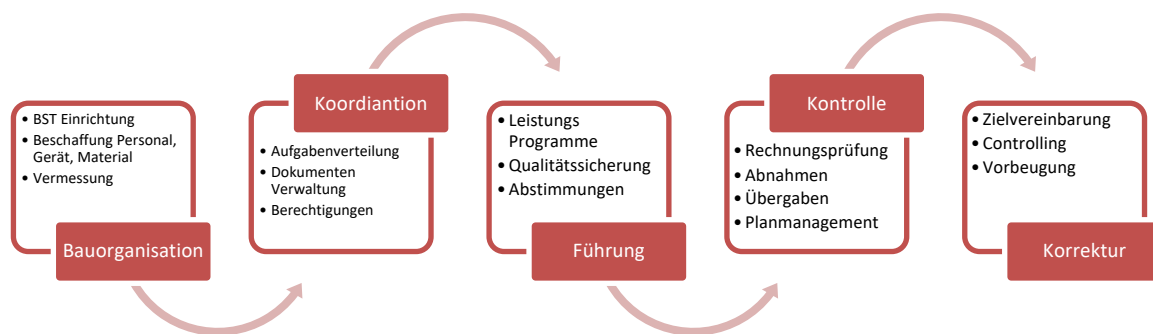 • BST Einrichtung
• Beschaffung Personal,
Gerät, Material
• Vermessung
Bauorganisation
Koordiantion
• Aufgabenverteilung
• Dokumenten
Verwaltung
• Berechtigungen
• Leistungs
Programme
• Qualitätssicherung
• Abstimmungen
Führung
Kontrolle
• Rechnungsprüfung
• Abnahmen
• Übergaben
• Planmanagement
• Zielvereinbarung
• Controlling
• Vorbeugung
Korrektur